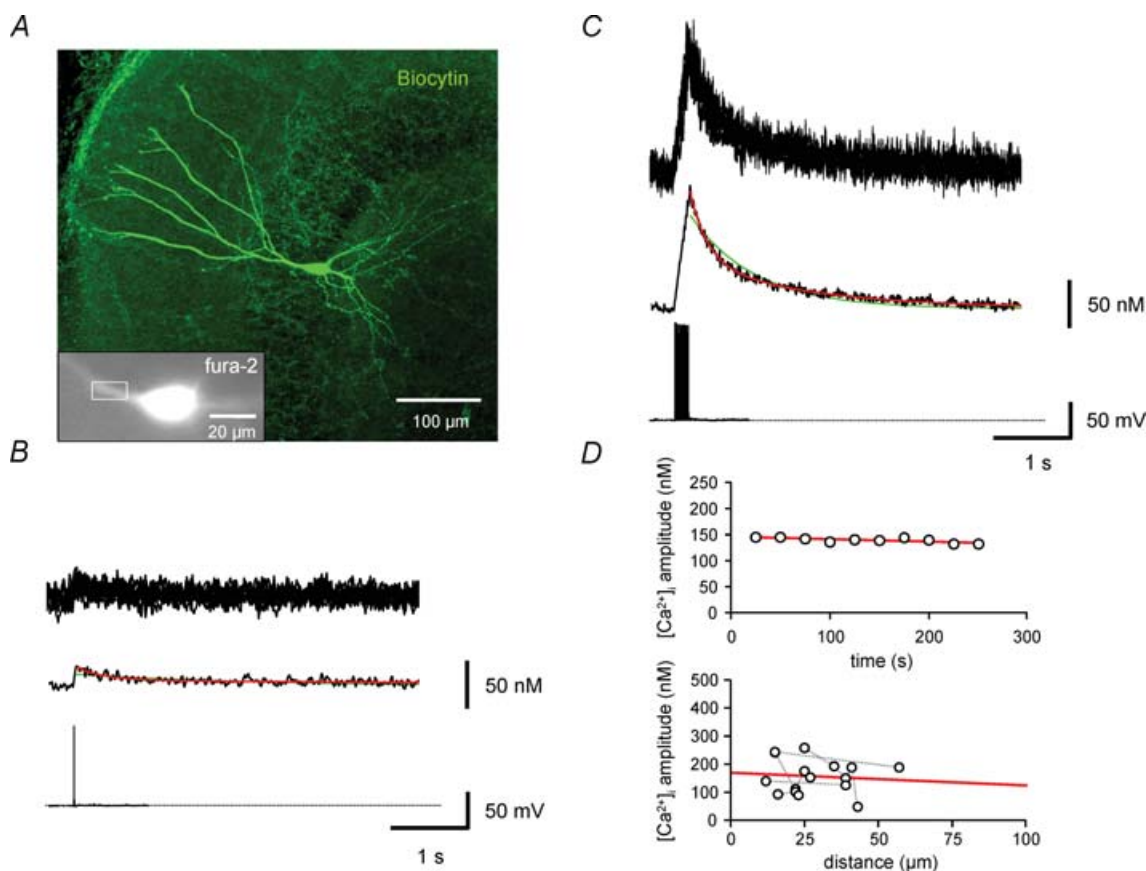 A
Biocytin
fura-2
20 µm
100 µm
B
50 nM
50 mV
1 s
C
50 nM
50 mV
1 s
D
[Ca²⁺]ᵢ amplitude (nM)
250
200
150
100
50
0
0 100 200 300
time (s)
[Ca²⁺]ᵢ amplitude (nM)
500
400
300
200
100
0
0 25 50 75 100
distance (µm)